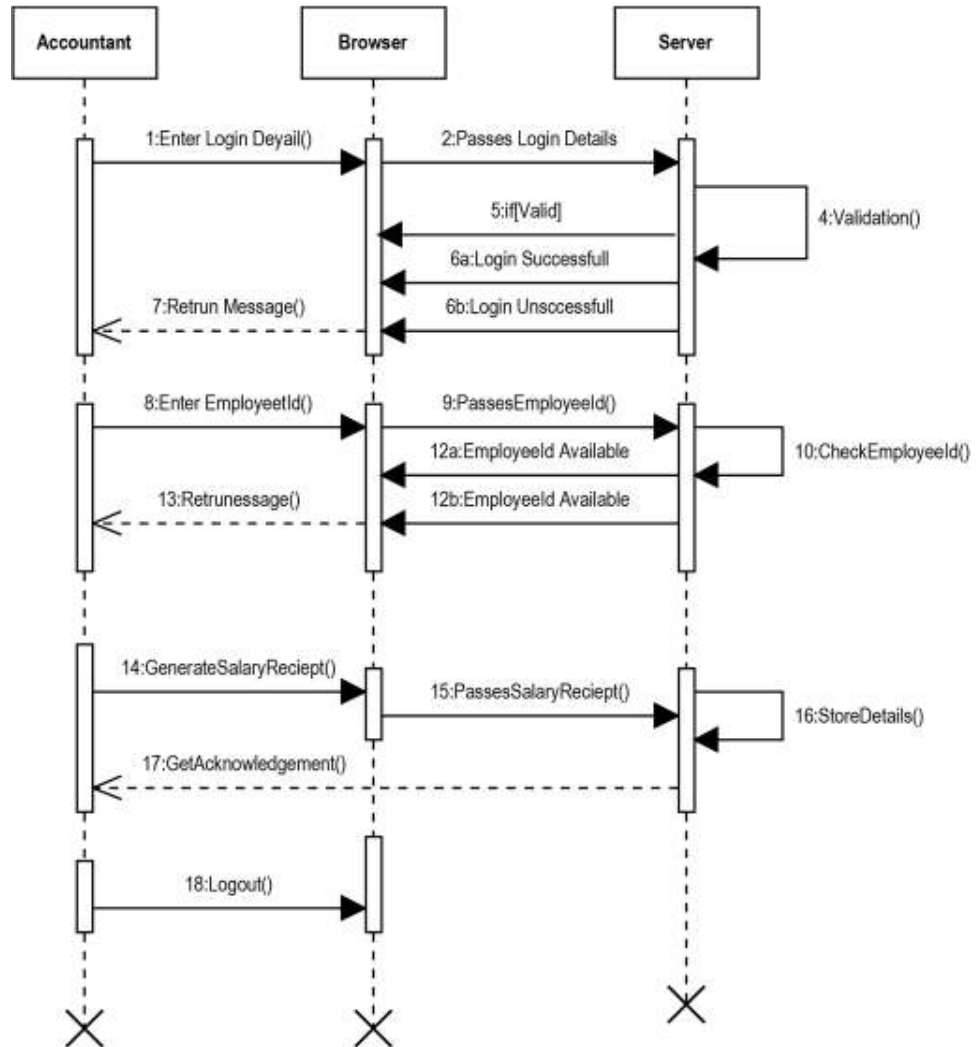 Accountant
Browser
Server
1:Enter Login Deyail()
2:Passes Login Details
5:if[Valid]
4:Validation()
6a:Login Successfull
7:Retrun Message()
6b:Login Unsccessfull
8:Enter EmployeetId()
9:PassesEmployeeId()
12a:EmployeeId Available
10:CheckEmployeeId()
13:Retrunessage()
12b:EmployeeId Available
14:GenerateSalaryReciept()
15:PassesSalaryReciept()
16:StoreDetails()
17:GetAcknowledgement()
18:Logout()